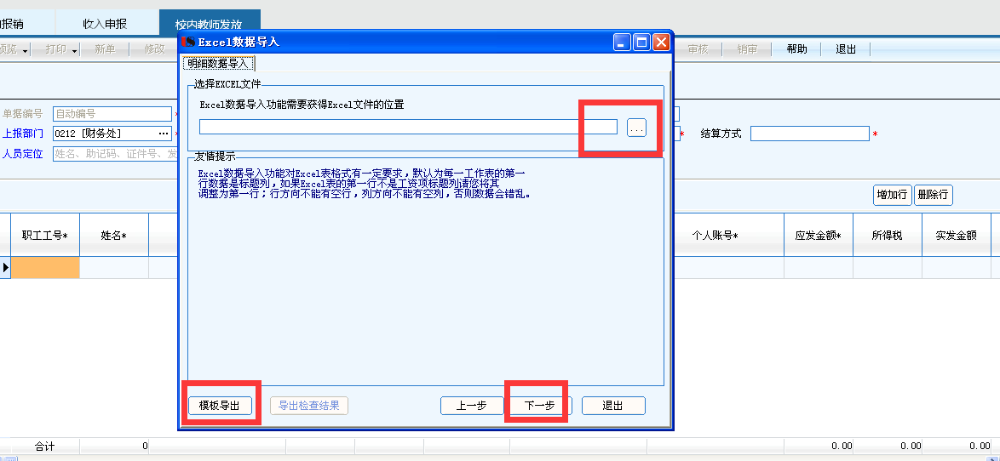 报销
收入申报
校内教师发放
预览
打印
新单
修改
审核
销审
帮助
退出
Excel数据导入
明细数据导入
选择EXCEL文件
Excel数据导入功能需要获得Excel文件的位置
...
友情提示
Excel数据导入功能对Excel表格式有一定要求，默认为每一工作表的第一
行数据是标题列，如果Excel表的第一行不是工资项标题列请您将其
调整为第一行；行方向不能有空行，列方向不能有空列，否则数据会错乱。
模板导出
导出检查结果
上一步
下一步
退出
单据编号
自动编号
*
上报部门
0212 [财务处]
...
*
*
结算方式
*
人员定位
姓名、助记码、证件号、发
增加行
删除行
职工工号*
姓名*
个人账号*
应发金额*
所得税
实发金额
合计
0
0.00
0.00
0.00